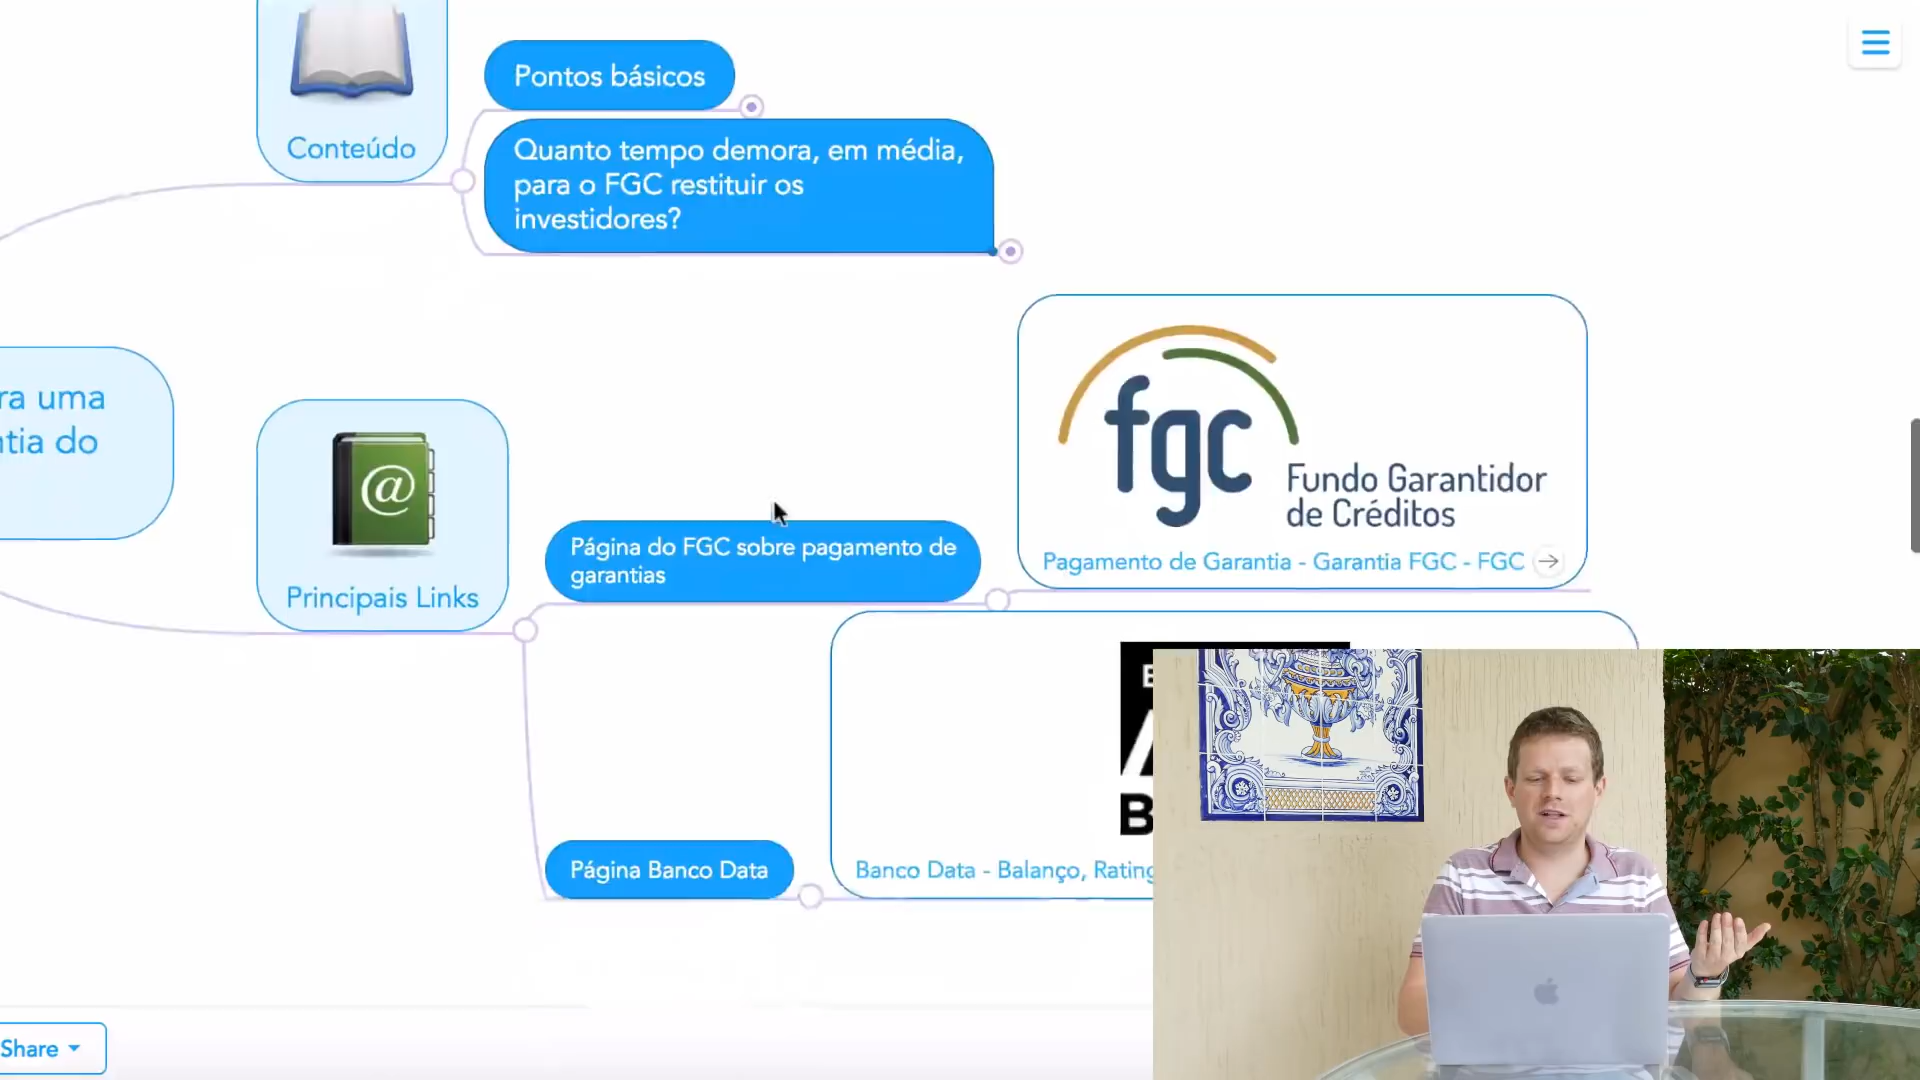 Pontos básicos
Conteúdo
Quanto tempo demora, em média,
para o FGC restituir os
investidores?
ra uma
ntia do
fgc
Fundo Garantidor
de Créditos
Pagamento de Garantia - Garantia FGC - FGC
@
Principais Links
Página do FGC sobre pagamento de
garantias
Página Banco Data
Banco Data - Balanço, Rating
B
Share